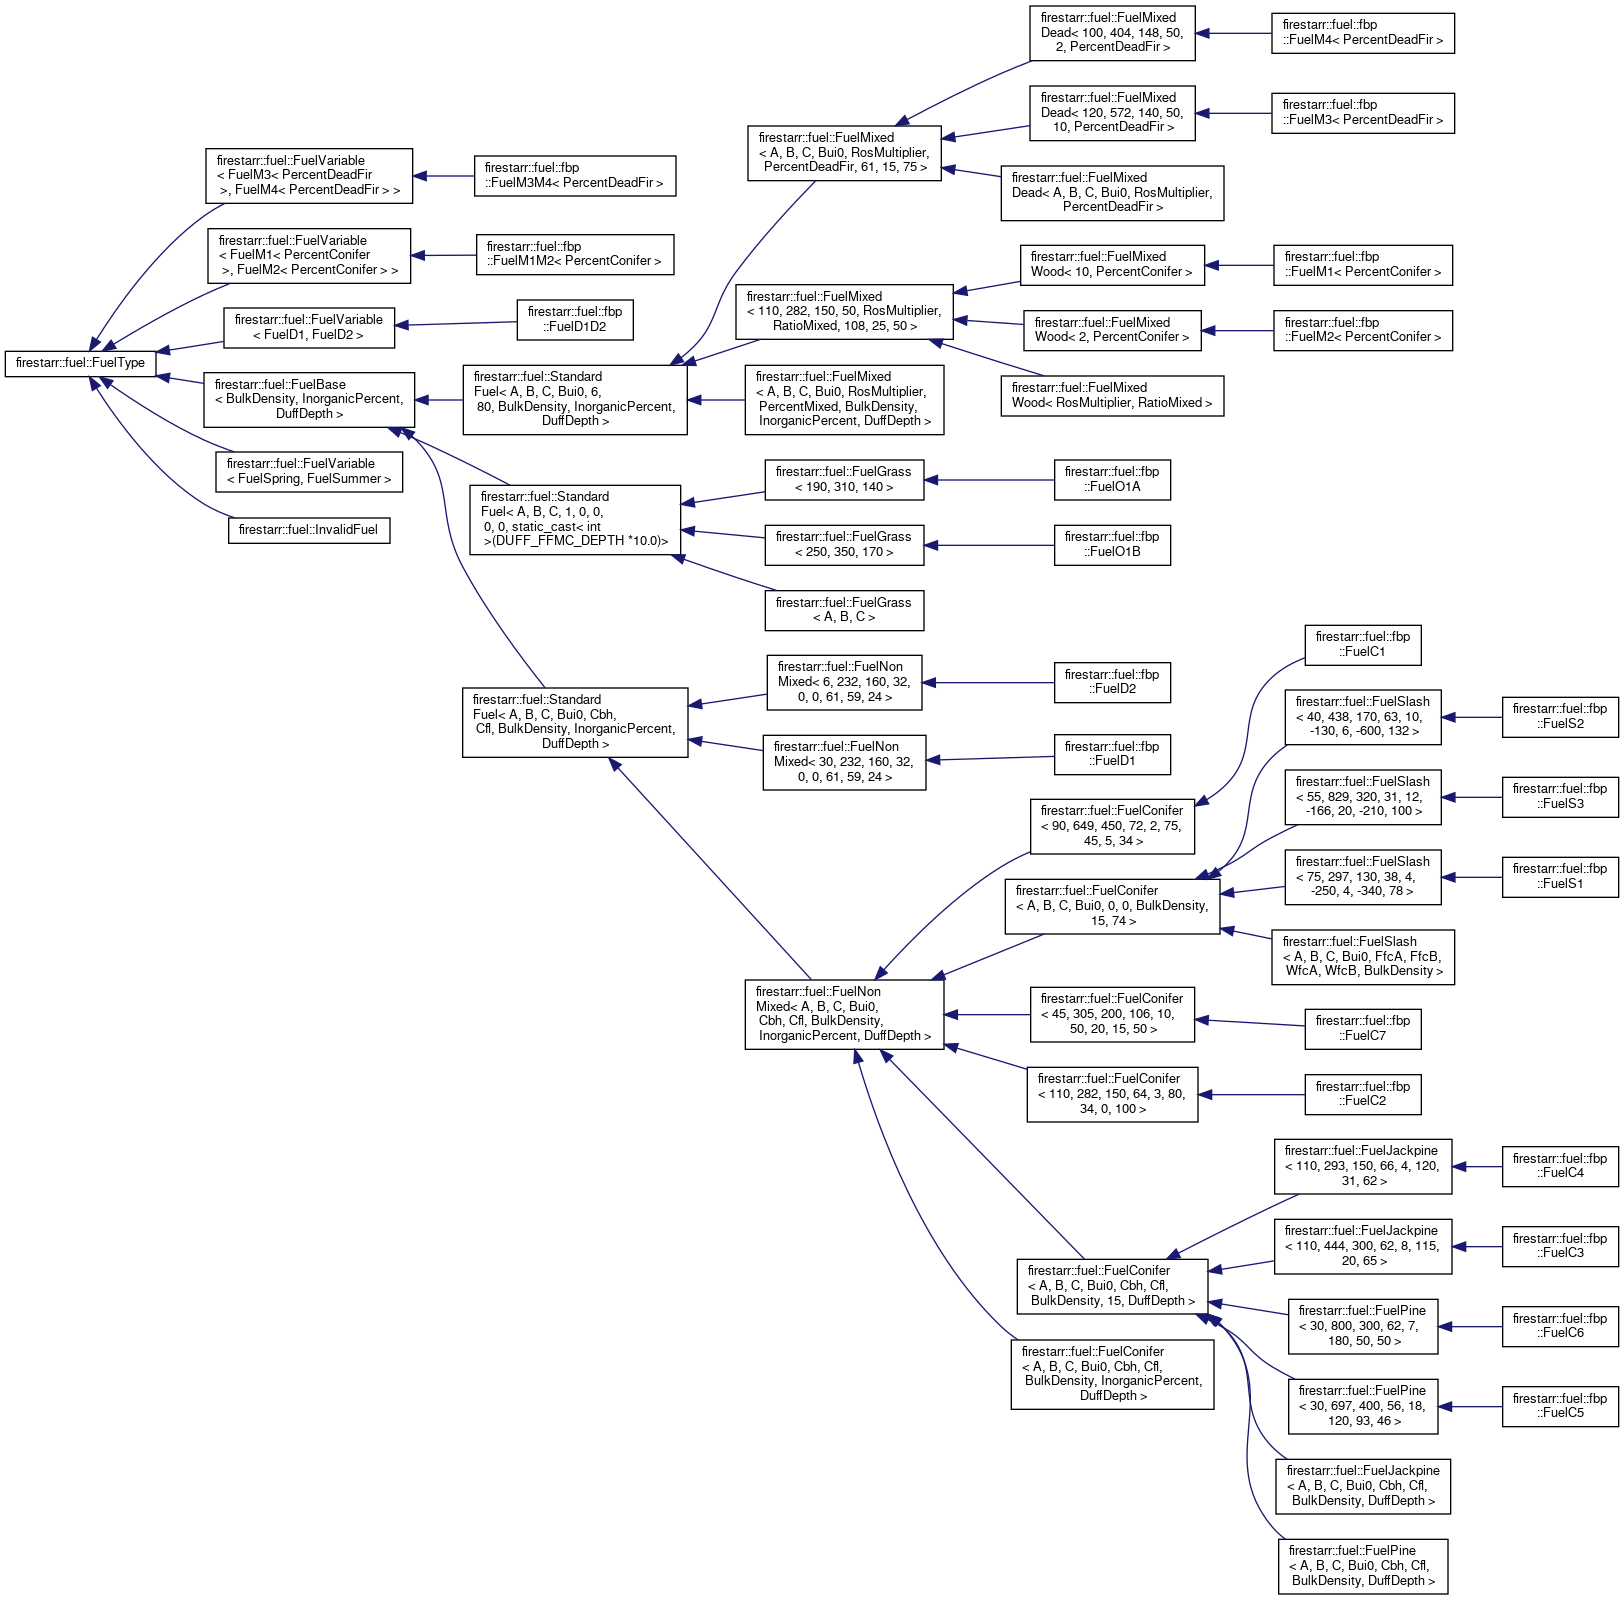 firestarr::fuel::FuelType
firestarr::fuel::FuelVariable
< FuelM3< PercentDeadFir
>, FuelM4< PercentDeadFir > >
firestarr::fuel::fbp
::FuelM3M4< PercentDeadFir >
firestarr::fuel::FuelVariable
< FuelM1< PercentConifer
>, FuelM2< PercentConifer > >
firestarr::fuel::fbp
::FuelM1M2< PercentConifer >
firestarr::fuel::FuelVariable
< FuelD1, FuelD2 >
firestarr::fuel::fbp
::FuelD1D2
firestarr::fuel::FuelBase
< BulkDensity, InorganicPercent,
DuffDepth >
firestarr::fuel::FuelVariable
< FuelSpring, FuelSummer >
firestarr::fuel::InvalidFuel
firestarr::fuel::Standard
Fuel< A, B, C, Bui0, 6,
80, BulkDensity, InorganicPercent,
DuffDepth >
firestarr::fuel::Standard
Fuel< A, B, C, 1, 0, 0,
0, 0, static_cast< int
>(DUFF_FFMC_DEPTH *10.0)>
firestarr::fuel::Standard
Fuel< A, B, C, Bui0, Cbh,
Cfl, BulkDensity, InorganicPercent,
DuffDepth >
firestarr::fuel::FuelMixed
< A, B, C, Bui0, RosMultiplier,
PercentDeadFir, 61, 15, 75 >
firestarr::fuel::FuelMixed
Dead< 100, 404, 148, 50,
2, PercentDeadFir >
firestarr::fuel::fbp
::FuelM4< PercentDeadFir >
firestarr::fuel::FuelMixed
Dead< 120, 572, 140, 50,
10, PercentDeadFir >
firestarr::fuel::fbp
::FuelM3< PercentDeadFir >
firestarr::fuel::FuelMixed
Dead< A, B, C, Bui0, RosMultiplier,
PercentDeadFir >
firestarr::fuel::FuelMixed
< 110, 282, 150, 50, RosMultiplier,
RatioMixed, 108, 25, 50 >
firestarr::fuel::FuelMixed
Wood< 10, PercentConifer >
firestarr::fuel::fbp
::FuelM1< PercentConifer >
firestarr::fuel::FuelMixed
Wood< 2, PercentConifer >
firestarr::fuel::fbp
::FuelM2< PercentConifer >
firestarr::fuel::FuelMixed
Wood< RosMultiplier, RatioMixed >
firestarr::fuel::FuelMixed
< A, B, C, Bui0, RosMultiplier,
PercentMixed, BulkDensity,
InorganicPercent, DuffDepth >
firestarr::fuel::FuelGrass
< 190, 310, 140 >
firestarr::fuel::fbp
::FuelO1A
firestarr::fuel::FuelGrass
< 250, 350, 170 >
firestarr::fuel::fbp
::FuelO1B
firestarr::fuel::FuelGrass
< A, B, C >
firestarr::fuel::FuelNon
Mixed< 6, 232, 160, 32,
0, 0, 61, 59, 24 >
firestarr::fuel::fbp
::FuelD2
firestarr::fuel::FuelNon
Mixed< 30, 232, 160, 32,
0, 0, 61, 59, 24 >
firestarr::fuel::fbp
::FuelD1
firestarr::fuel::FuelNon
Mixed< A, B, C, Bui0,
Cbh, Cfl, BulkDensity,
InorganicPercent, DuffDepth >
firestarr::fuel::FuelConifer
< 90, 649, 450, 72, 2, 75,
45, 5, 34 >
firestarr::fuel::fbp
::FuelC1
firestarr::fuel::FuelConifer
< A, B, C, Bui0, 0, 0, BulkDensity,
15, 74 >
firestarr::fuel::FuelSlash
< 40, 438, 170, 63, 10,
-130, 6, -600, 132 >
firestarr::fuel::fbp
::FuelS2
firestarr::fuel::FuelSlash
< 55, 829, 320, 31, 12,
-166, 20, -210, 100 >
firestarr::fuel::fbp
::FuelS3
firestarr::fuel::FuelSlash
< 75, 297, 130, 38, 4,
-250, 4, -340, 78 >
firestarr::fuel::fbp
::FuelS1
firestarr::fuel::FuelSlash
< A, B, C, Bui0, FfcA, FfcB,
WfcA, WfcB, BulkDensity >
firestarr::fuel::FuelConifer
< 45, 305, 200, 106, 10,
50, 20, 15, 50 >
firestarr::fuel::fbp
::FuelC7
firestarr::fuel::FuelConifer
< 110, 282, 150, 64, 3, 80,
34, 0, 100 >
firestarr::fuel::fbp
::FuelC2
firestarr::fuel::FuelConifer
< A, B, C, Bui0, Cbh, Cfl,
BulkDensity, 15, DuffDepth >
firestarr::fuel::FuelJackpine
< 110, 293, 150, 66, 4, 120,
31, 62 >
firestarr::fuel::fbp
::FuelC4
firestarr::fuel::FuelJackpine
< 110, 444, 300, 62, 8, 115,
20, 65 >
firestarr::fuel::fbp
::FuelC3
firestarr::fuel::FuelPine
< 30, 800, 300, 62, 7,
180, 50, 50 >
firestarr::fuel::fbp
::FuelC6
firestarr::fuel::FuelPine
< 30, 697, 400, 56, 18,
120, 93, 46 >
firestarr::fuel::fbp
::FuelC5
firestarr::fuel::FuelJackpine
< A, B, C, Bui0, Cbh, Cfl,
BulkDensity, DuffDepth >
firestarr::fuel::FuelPine
< A, B, C, Bui0, Cbh, Cfl,
BulkDensity, DuffDepth >
firestarr::fuel::FuelConifer
< A, B, C, Bui0, Cbh, Cfl,
BulkDensity, InorganicPercent,
DuffDepth >